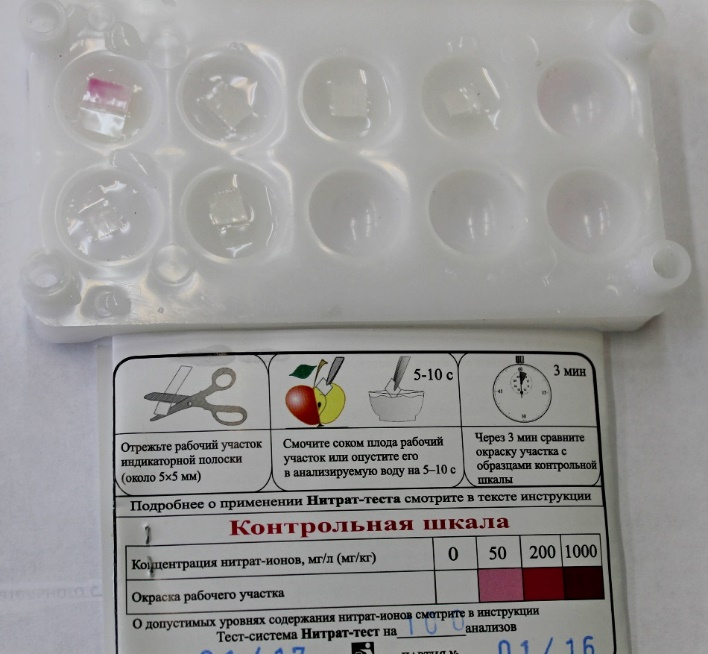 5-10 с
3 мин
Отрежьте рабочий участок
индикаторной полоски
(около 5×5 мм)
Смочите соком плода рабочий
участок или опустите его
в анализируемую воду на 5–10 с
Через 3 мин сравните
окраску участка с
образцами контрольной
шкалы
Подробнее о применении Нитрат-теста смотрите в тексте инструкции
Контрольная шкала
Концентрация нитрат-ионов, мг/л (мг/кг) 0 50 200 1000
Окраска рабочего участка
О допустимых уровнях содержания нитрат-ионов смотрите в инструкции
Тест-система Нитрат-тест на 100 анализов
01/16